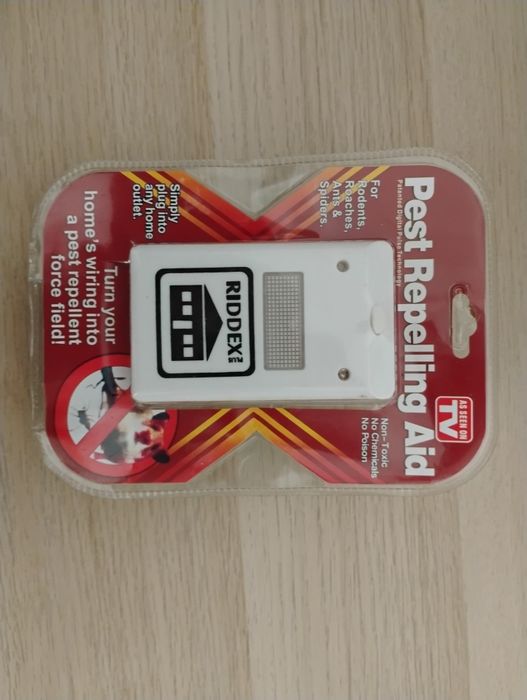 Pest Repelling Aid
Patented Digital Pulse Technology
AS SEEN ON
TV
For
Rodents,
Roaches,
Ants &
Spiders.
Non-Toxic
No Chemicals
No Poison
RIDDEX
Simply
plug into
any home
outlet.
Turn your
home's wiring into
a pest repellent
force field!